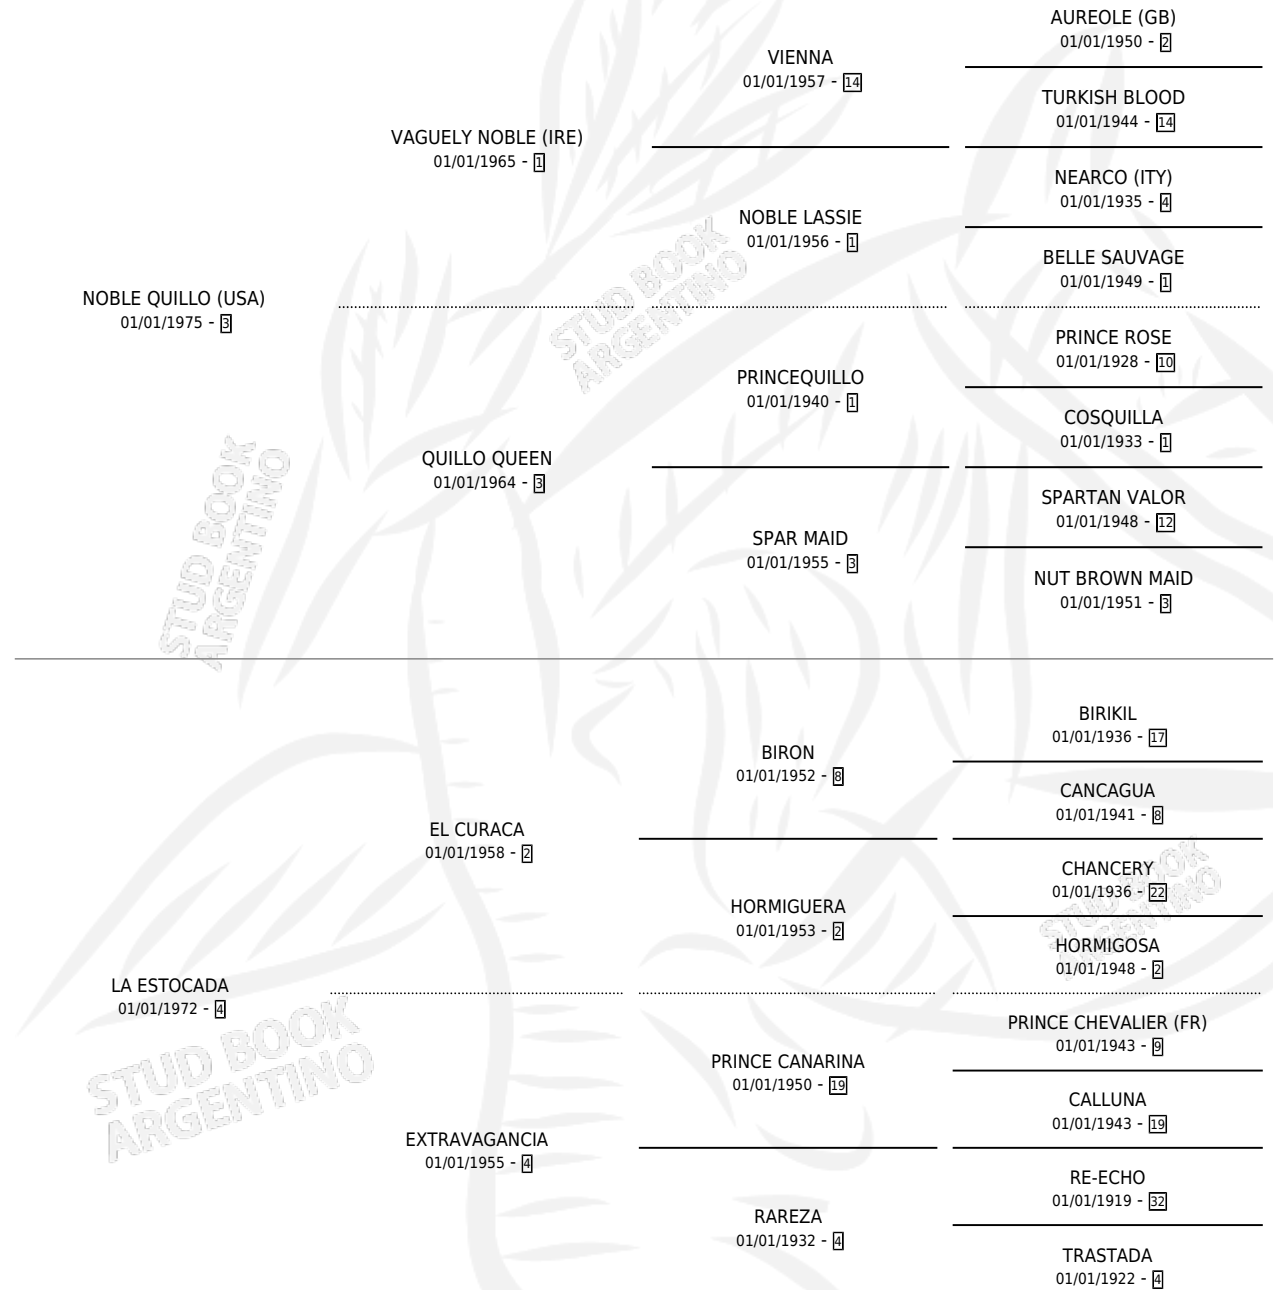 AUREOLE (GB)
01/01/1950 - 2
VIENNA
01/01/1957 - 14
TURKISH BLOOD
01/01/1944 - 14
VAGUELY NOBLE (IRE)
01/01/1965 - 1
NEARCO (ITY)
01/01/1935 - 4
NOBLE LASSIE
01/01/1956 - 1
BELLE SAUVAGE
01/01/1949 - 1
NOBLE QUILLO (USA)
01/01/1975 - 3
PRINCE ROSE
01/01/1928 - 10
PRINCEQUILLO
01/01/1940 - 1
COSQUILLA
01/01/1933 - 1
QUILLO QUEEN
01/01/1964 - 3
SPARTAN VALOR
01/01/1948 - 12
SPAR MAID
01/01/1955 - 3
NUT BROWN MAID
01/01/1951 - 3
BIRIKIL
01/01/1936 - 17
BIRON
01/01/1952 - 8
CANCAGUA
01/01/1941 - 8
EL CURACA
01/01/1958 - 2
CHANCERY
01/01/1936 - 22
HORMIGUERA
01/01/1953 - 2
HORMIGOSA
01/01/1948 - 2
LA ESTOCADA
01/01/1972 - 4
PRINCE CHEVALIER (FR)
01/01/1943 - 9
PRINCE CANARINA
01/01/1950 - 19
CALLUNA
01/01/1943 - 19
EXTRAVAGANCIA
01/01/1955 - 4
RE-ECHO
01/01/1919 - 32
RAREZA
01/01/1932 - 4
TRASTADA
01/01/1922 - 4
STUD BOOK
ARGENTINO
STUD BOOK
ARGENTINO
STUD BOOK
ARGENTINO
STUD BOOK
ARGENTINO